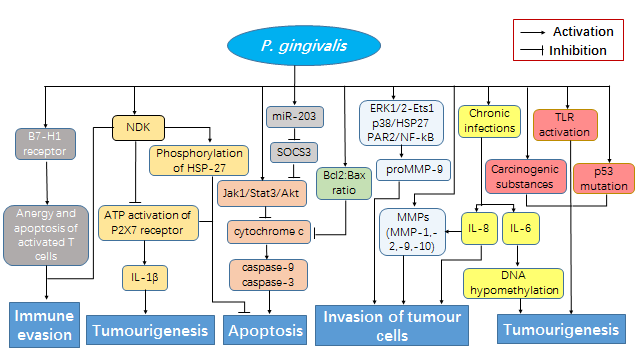 P. gingivalis
Activation
Inhibition
B7-H1
receptor
NDK
miR-203
ERK1/2-Ets1
p38/HSP27
PAR2/NF-kB
Chronic
infections
TLR
activation
Phosphorylation
of HSP-27
SOCS3
Bcl2:Bax
ratio
proMMP-9
Carcinogenic
substances
p53
mutation
Jak1/Stat3/Akt
Anergy and
apoptosis of
activated T
cells
ATP activation of
P2X7 receptor
cytochrome c
MMPs
(MMP-1,-
2,-9,-10)
IL-8
IL-6
IL-1β
caspase-9
caspase-3
DNA
hypomethylation
Immune
evasion
Tumourigenesis
Apoptosis
Invasion of tumour
cells
Tumourigenesis